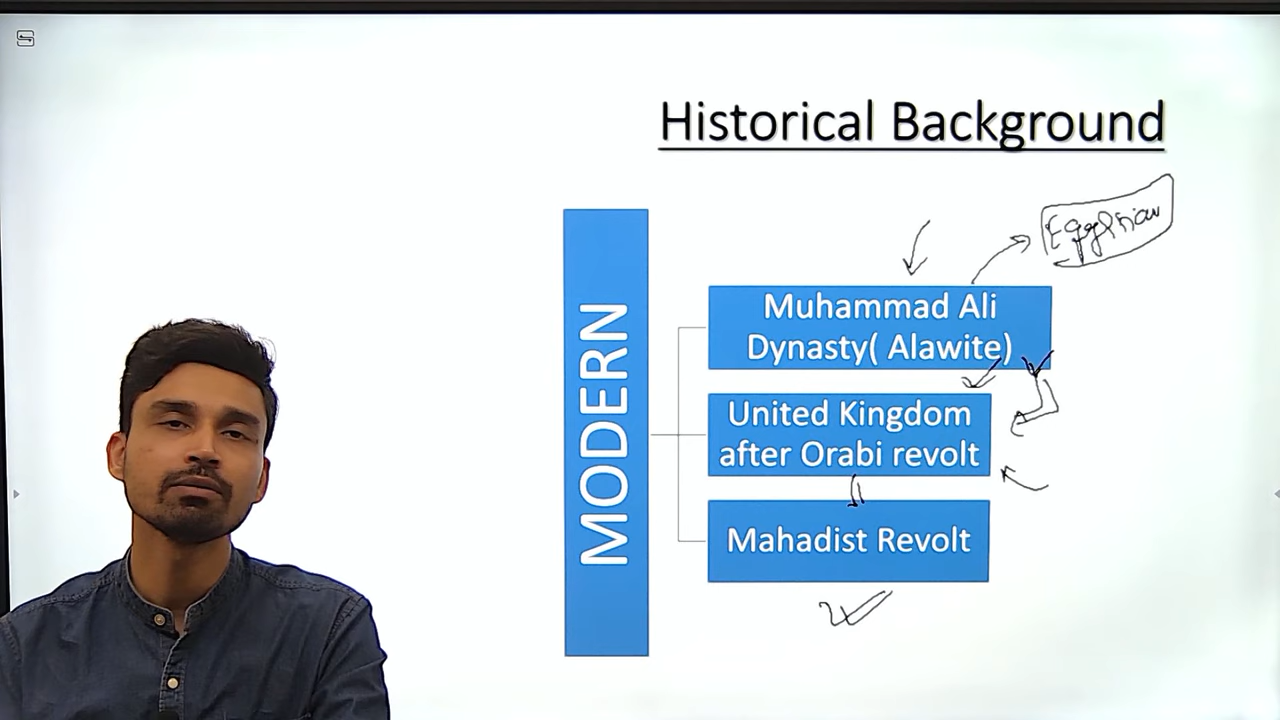 Historical Background
Egyptian
MODERN
Muhammad Ali
Dynasty( Alawite)
United Kingdom
after Orabi revolt
Mahadist Revolt